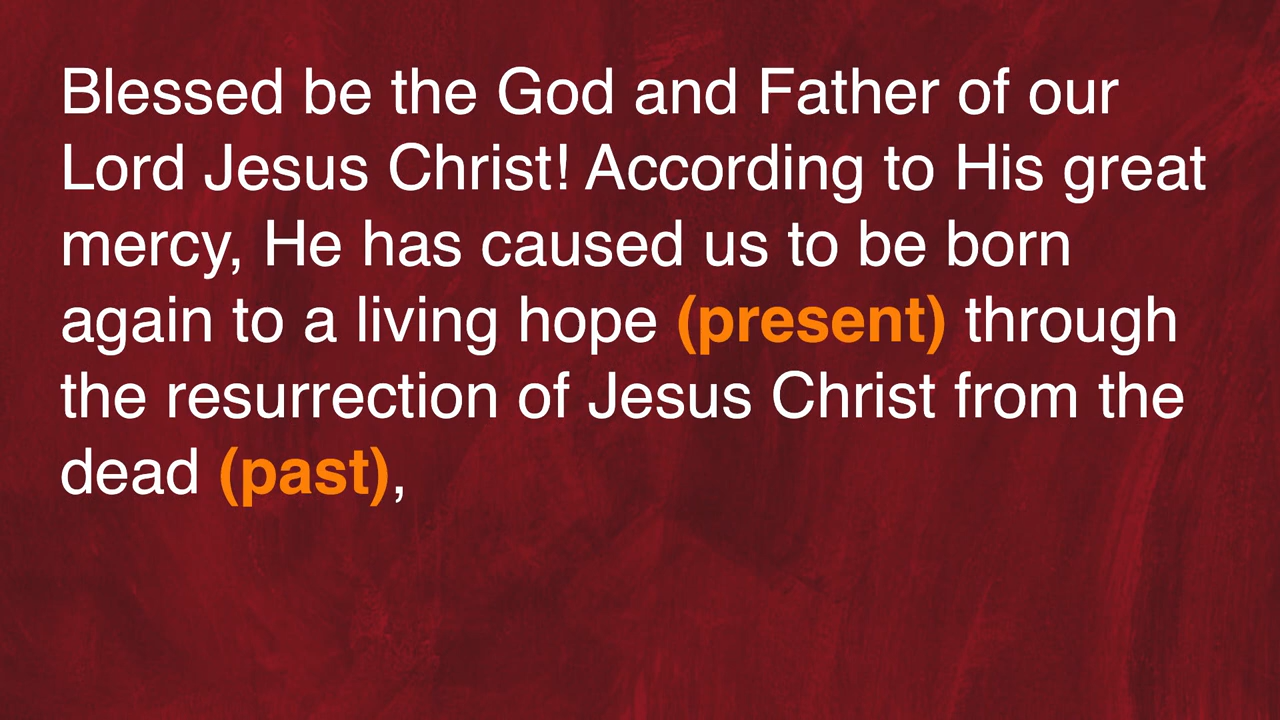 Blessed be the God and Father of our
Lord Jesus Christ! According to His great
mercy, He has caused us to be born
again to a living hope (present) through
the resurrection of Jesus Christ from the
dead (past),